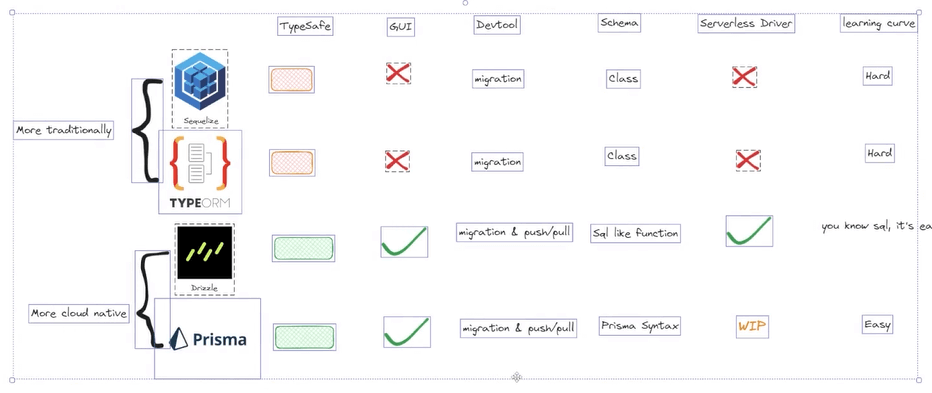 TypeSafe GUI Devtool Schema Serverless Driver learning curve
migration Class Hard
Sequelize
More traditionally
migration Class Hard
TYPEORM
migration & push/pull Sql like function you know sql, it's ea
Drizzle
More cloud native
Prisma migration & push/pull Prisma Syntax WIP Easy